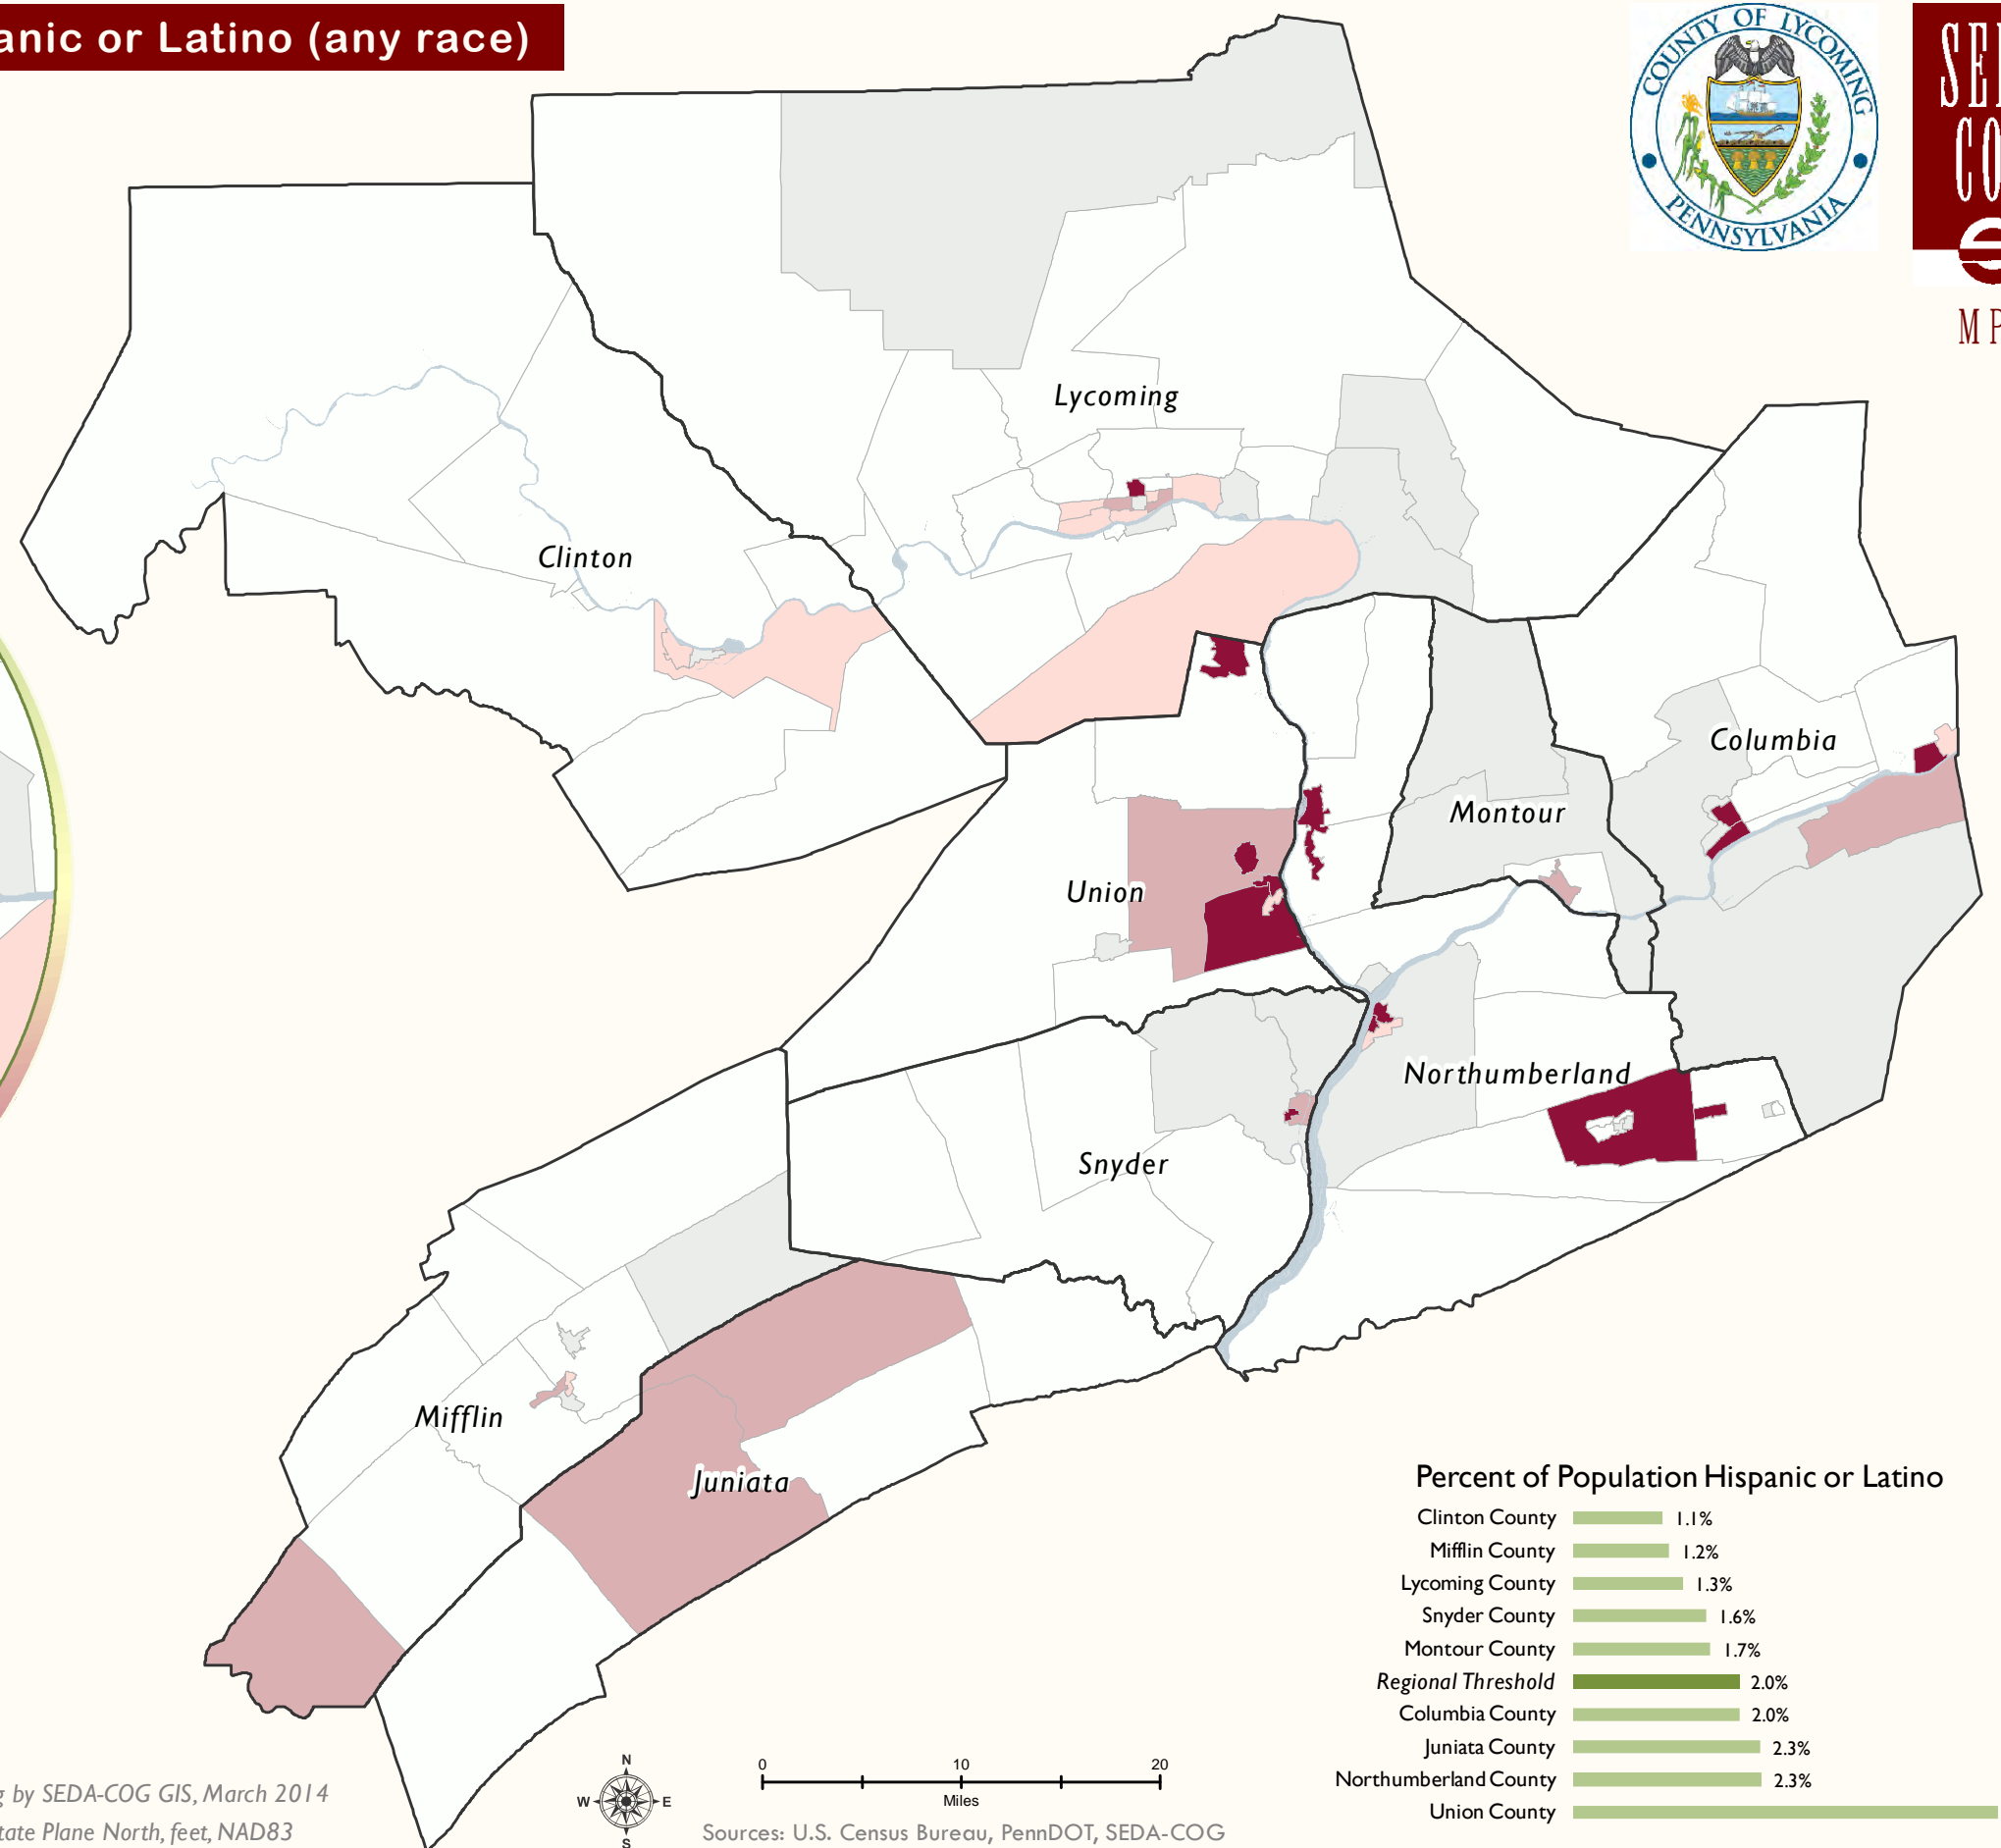 anic or Latino (any race)
COUNTY OF LYCOMING
PENNSYLVANIA
Lycoming
Clinton
Columbia
Montour
Union
Northumberland
Snyder
Mifflin
Juniata
Percent of Population Hispanic or Latino
Clinton County 1.1%
Mifflin County 1.2%
Lycoming County 1.3%
Snyder County 1.6%
Montour County 1.7%
Regional Threshold 2.0%
Columbia County 2.0%
Juniata County 2.3%
Northumberland County 2.3%
Union County
N
W E
S
0 10 20
Miles
g by SEDA-COG GIS, March 2014
tate Plane North, feet, NAD83
Sources: U.S. Census Bureau, PennDOT, SEDA-COG